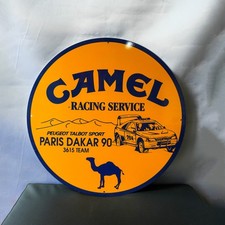 CAMEL
RACING SERVICE
PEUGEOT TALBOT SPORT
PARIS DAKAR 90
3615 TEAM